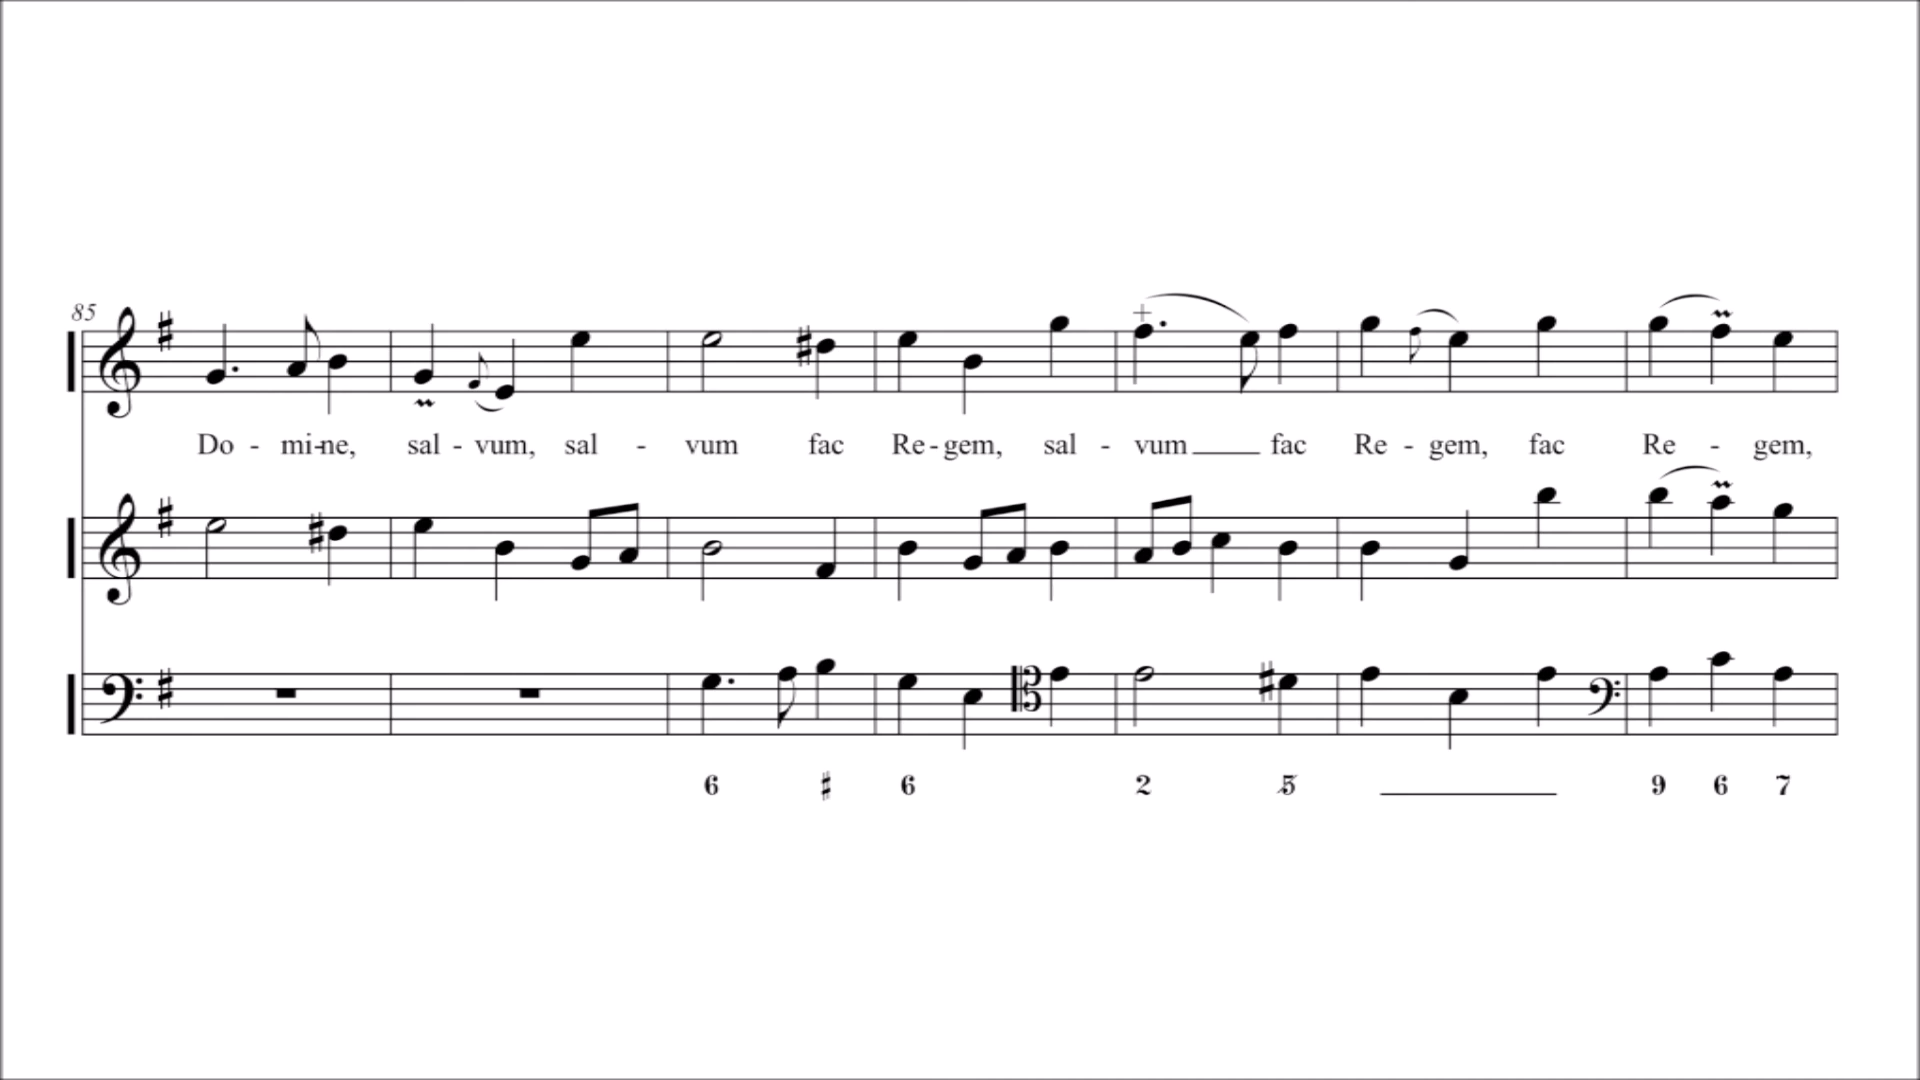 85
Do - mi-ne, sal - vum, sal - vum fac Re - gem, sal - vum fac Re - gem, fac Re - gem,
6 ♯ 6 2 5 9 6 7